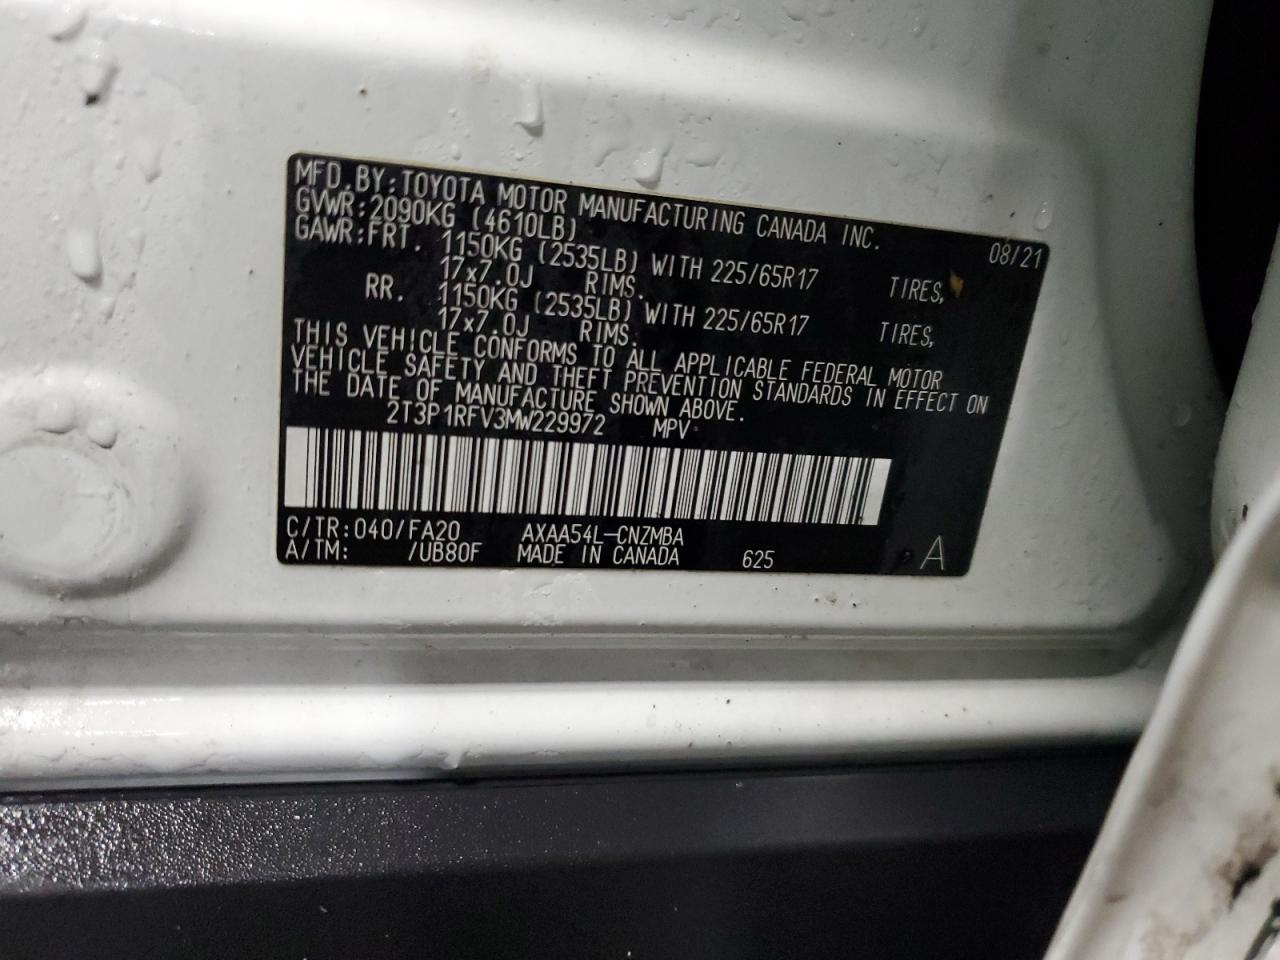 MFD.BY:TOYOTA MOTOR MANUFACTURING CANADA INC. 08/21
GVWR:2090KG (4610LB)
GAWR:FRT. 1150KG (2535LB) WITH 225/65R17 TIRES,
17x7.0J RIMS.
RR. 1150KG (2535LB) WITH 225/65R17 TIRES,
17x7.0J RIMS.
THIS VEHICLE CONFORMS TO ALL APPLICABLE FEDERAL MOTOR
VEHICLE SAFETY AND THEFT PREVENTION STANDARDS IN EFFECT ON
THE DATE OF MANUFACTURE SHOWN ABOVE.
2T3P1RFV3MW229972 MPV
C/TR:040/FA20 AXAA54L-CNZMBA
A/TM: /UB80F MADE IN CANADA 625 A